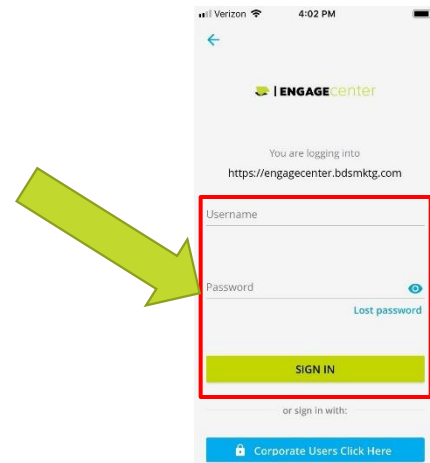 Verizon 4:02 PM
| ENGAGEcenter
You are logging into
https://engagecenter.bdsmktg.com
Username
Password
Lost password
SIGN IN
or sign in with:
Corporate Users Click Here